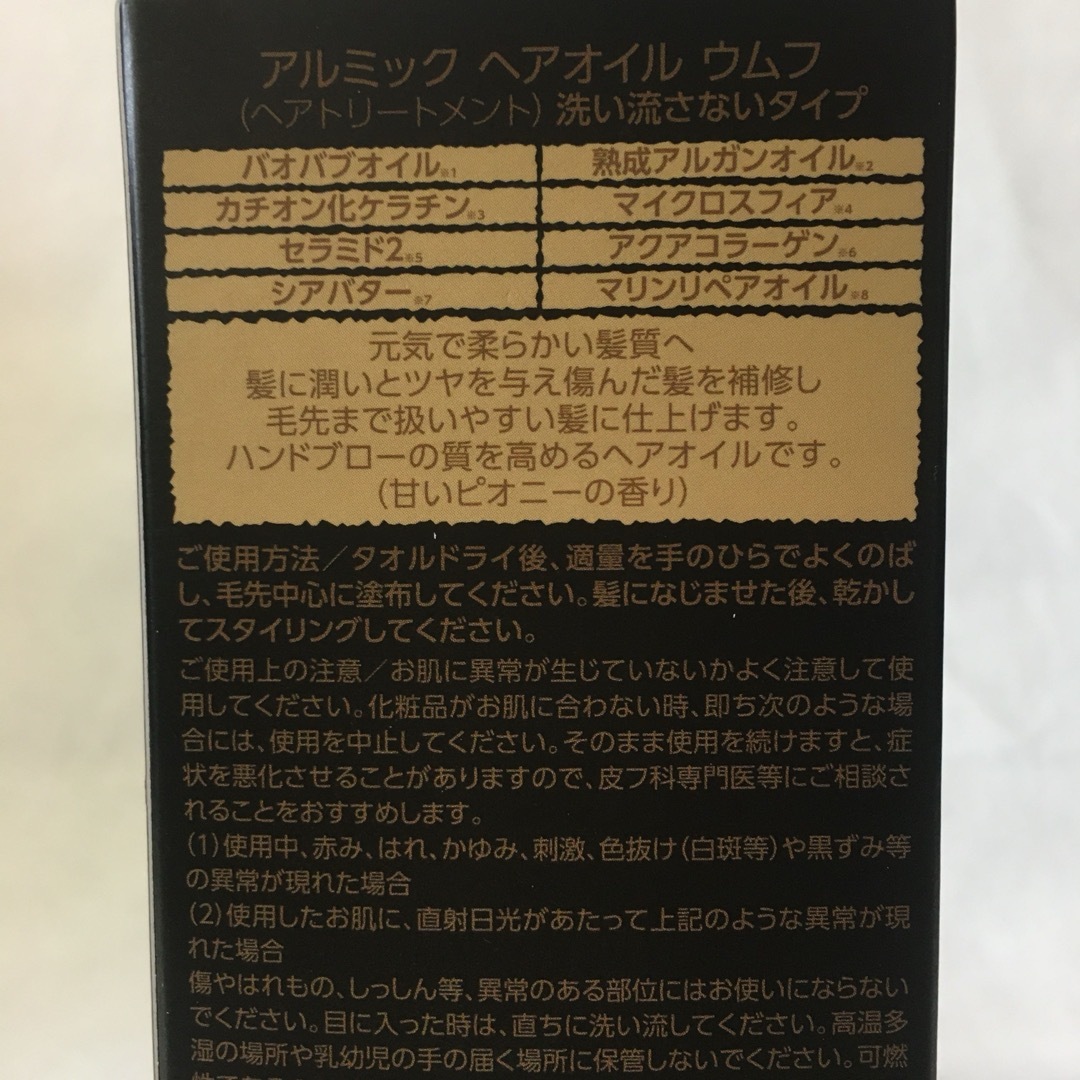 アルミック ヘアオイル ウムフ
(ヘアトリートメント) 洗い流さないタイプ
バオバブオイル※1 熟成アルガンオイル※2
カチオン化ケラチン※3 マイクロスフィア※4
セラミド2※5 アクアコラーゲン※6
シアバター※7 マリンリペアオイル※8
元気で柔らかい髪質へ
髪に潤いとツヤを与え傷んだ髪を補修し
毛先まで扱いやすい髪に仕上げます。
ハンドブローの質を高めるヘアオイルです。
(甘いピオニーの香り)
ご使用方法/タオルドライ後、適量を手のひらでよくのば
し、毛先中心に塗布してください。髪になじませた後、乾かし
てスタイリングしてください。
ご使用上の注意/お肌に異常が生じていないかよく注意して使
用してください。化粧品がお肌に合わない時、即ち次のような場
合には、使用を中止してください。そのまま使用を続けますと、症
状を悪化させることがありますので、皮フ科専門医等にご相談さ
れることをおすすめします。
(1)使用中、赤み、はれ、かゆみ、刺激、色抜け(白斑等)や黒ずみ等
の異常が現れた場合
(2)使用したお肌に、直射日光があたって上記のような異常が現
れた場合
傷やはれもの、しっしん等、異常のある部位にはお使いにならない
でください。目に入った時は、直ちに洗い流してください。高温多
湿の場所や乳幼児の手の届く場所に保管しないでください。可燃